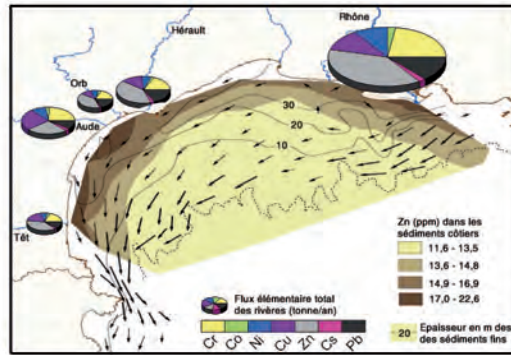 Rhône
Hérault
Orb
Aude
Têt
30
20
10
Zn (ppm) dans les
sédiments côtiers
11,6 - 13,5
13,6 - 14,8
14,9 - 16,9
17,0 - 22,6
Flux élémentaire total
des rivières (tonne/an)
Cr
Co
Ni
Cu
Zn
Cs
Pb
20
Epaisseur en m des
des sédiments fins